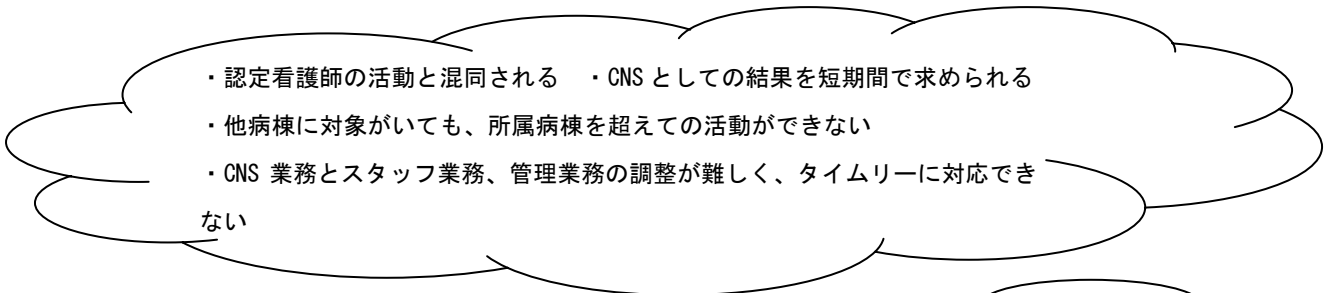 ・認定看護師の活動と混同される　・CNSとしての結果を短期間で求められる
・他病棟に対象がいても、所属病棟を超えての活動ができない
・CNS 業務とスタッフ業務、管理業務の調整が難しく、タイムリーに対応でき
ない